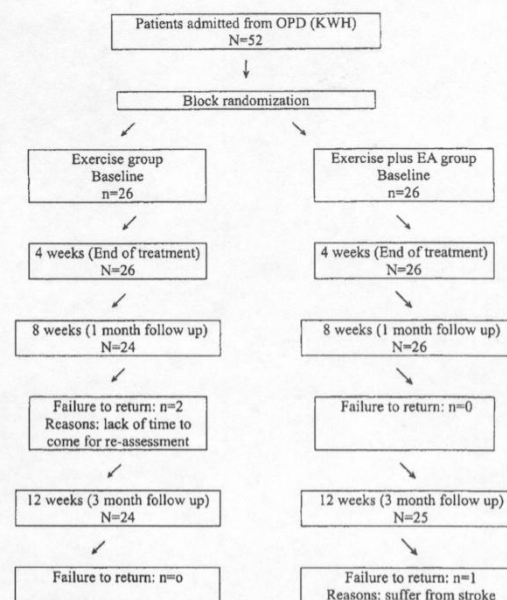 Patients admitted from OPD (KWH)
N=52
Block randomization
Exercise group
Baseline
n=26
Exercise plus EA group
Baseline
n=26
4 weeks (End of treatment)
N=26
4 weeks (End of treatment)
N=26
8 weeks (1 month follow up)
N=24
8 weeks (1 month follow up)
N=26
Failure to return: n=2
Reasons: lack of time to
come for re-assessment
Failure to return: n=0
12 weeks (3 month follow up)
N=24
12 weeks (3 month follow up)
N=25
Failure to return: n=o
Failure to return: n=1
Reasons: suffer from stroke